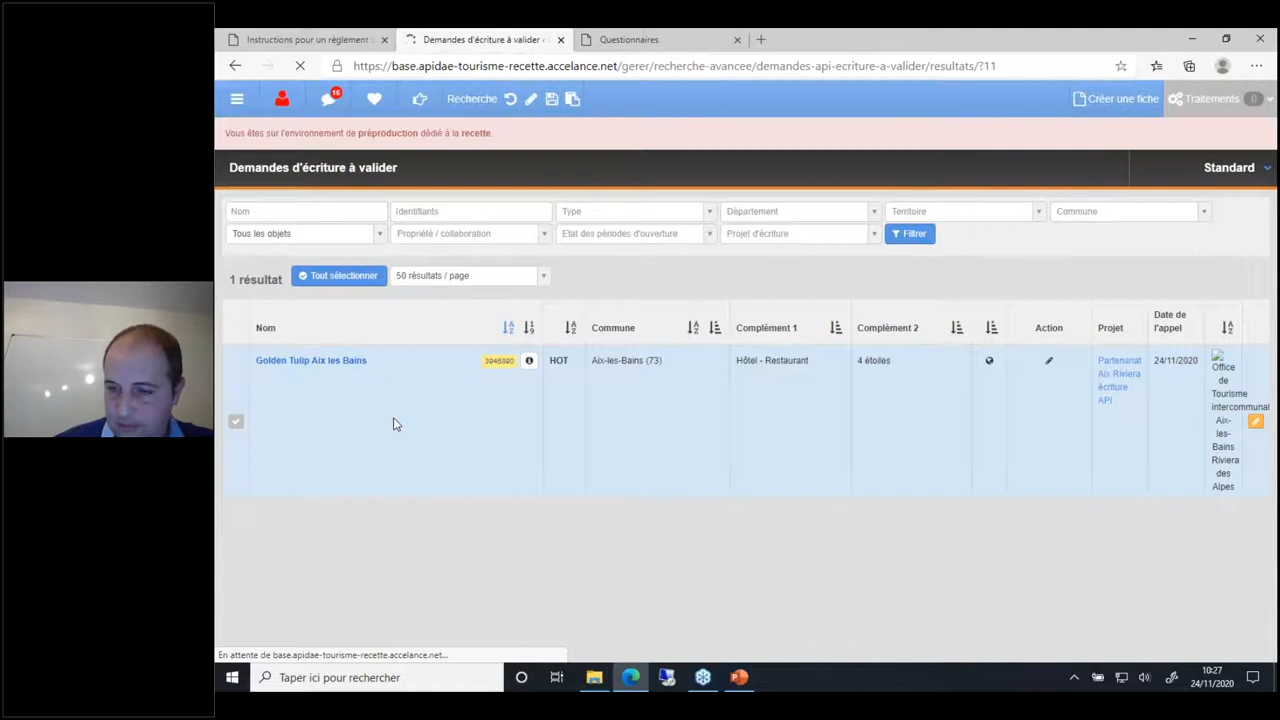 Instructions pour un règlement
Demandes d'écriture à valider
Questionnaires
https://base.apidae-tourisme-recette.accelance.net/gerer/recherche-avancee/demandes-api-ecriture-a-valider/resultats/?11
16
Recherche
Créer une fiche
Traitements
0
Vous êtes sur l'environnement de préproduction dédié à la recette.
Demandes d'écriture à valider
Standard
Nom
Identifiants
Type
Département
Territoire
Commune
Tous les objets
Propriété / collaboration
Etat des périodes d'ouverture
Projet d'écriture
Filtrer
1 résultat
Tout sélectionner
50 résultats / page
Nom
Commune
Complément 1
Complément 2
Action
Projet
Date de
l'appel
Golden Tulip Aix les Bains
3946890
HOT
Aix-les-Bains (73)
Hôtel - Restaurant
4 étoiles
Partenariat
Aix Riviera
écriture
API
24/11/2020
Office
de
Tourisme
intercommunal
Aix-
les-
Bains
Riviera
des
Alpes
En attente de base.apidae-tourisme-recette.accelance.net...
Taper ici pour rechercher
10:27
24/11/2020